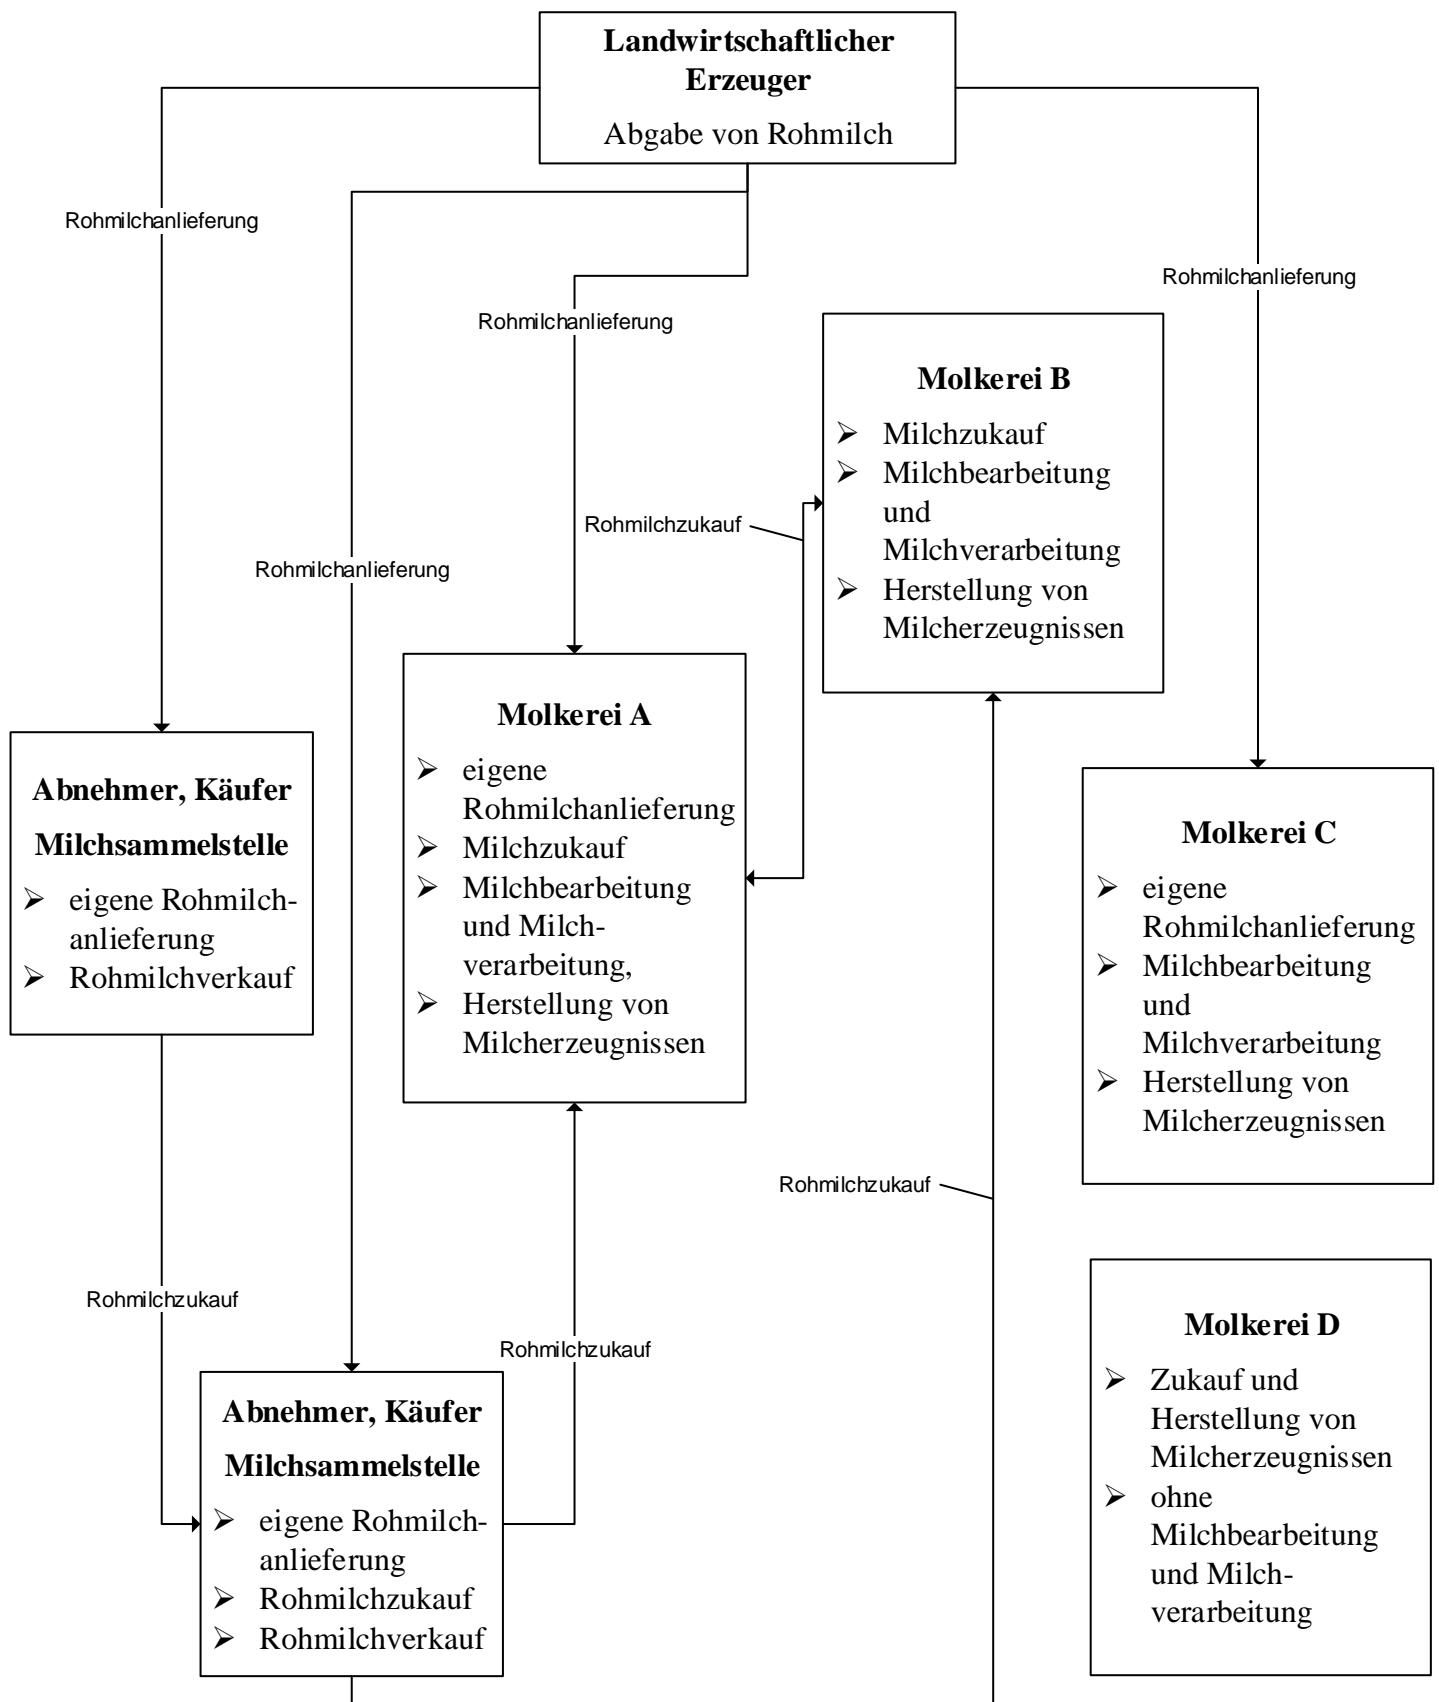 Landwirtschaftlicher
Erzeuger
Abgabe von Rohmilch
Rohmilchanlieferung
Rohmilchanlieferung
Rohmilchanlieferung
Rohmilchanlieferung
Molkerei B
➢ Milchzukauf
➢ Milchbearbeitung
und
Milchverarbeitung
➢ Herstellung von
Milcherzeugnissen
Rohmilchzukauf
Molkerei A
➢ eigene
Rohmilchanlieferung
➢ Milchzukauf
➢ Milchbearbeitung
und Milch-
verarbeitung,
➢ Herstellung von
Milcherzeugnissen
Abnehmer, Käufer
Milchsammelstelle
➢ eigene Rohmilch-
anlieferung
➢ Rohmilchverkauf
Molkerei C
➢ eigene
Rohmilchanlieferung
➢ Milchbearbeitung
und
Milchverarbeitung
➢ Herstellung von
Milcherzeugnissen
Rohmilchzukauf
Rohmilchzukauf
Rohmilchzukauf
Molkerei D
➢ Zukauf und
Herstellung von
Milcherzeugnissen
➢ ohne
Milchbearbeitung
und Milch-
verarbeitung
Abnehmer, Käufer
Milchsammelstelle
➢ eigene Rohmilch-
anlieferung
➢ Rohmilchzukauf
➢ Rohmilchverkauf